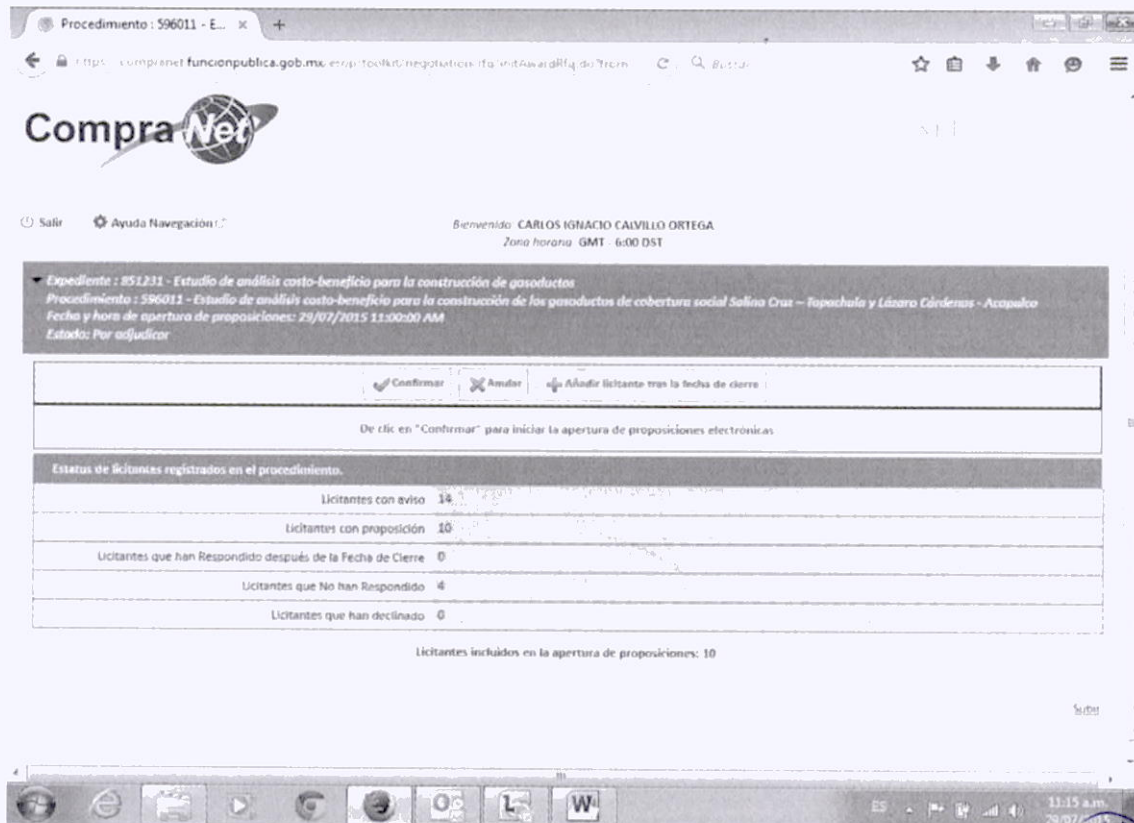 Procedimiento : 596011 - E... × +
funcionpublica.gob.mx
CompraNet
Salir Ayuda Navegación
Bienvenido CARLOS IGNACIO CALVILLO ORTEGA
Zona horaria GMT - 6:00 DST
Expediente : 851231 - Estudio de análisis costo-beneficio para la construcción de gasoductos
Procedimiento : 596011 - Estudio de análisis costo-beneficio para la construcción de los gasoductos de cobertura social Salina Cruz – Tapachula y Lázaro Cárdenas - Acapulco
Fecha y hora de apertura de proposiciones: 29/07/2015 11:00:00 AM
Estado: Por adjudicar
Confirmar Anular Añadir licitante tras la fecha de cierre
De clic en "Confirmar" para iniciar la apertura de proposiciones electrónicas
Estatus de licitantes registrados en el procedimiento.
Licitantes con aviso 14
Licitantes con proposición 10
Licitantes que han Respondido después de la Fecha de Cierre 0
Licitantes que No han Respondido 4
Licitantes que han declinado 0
Licitantes incluidos en la apertura de proposiciones: 10
Subir
ES
11:15 a.m.
29/07/2015